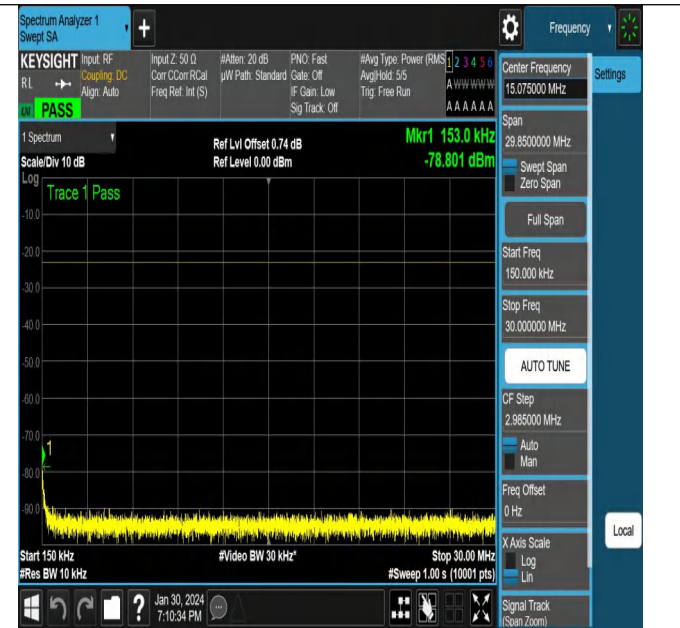 Spectrum Analyzer 1
Swept SA
+
Frequency
KEYSIGHT
RL
LXI
PASS
Input: RF
Coupling: DC
Align: Auto
Input Z: 50 Ω
Corr CCorr RCal
Freq Ref: Int (S)
#Atten: 20 dB
µW Path: Standard
PNO: Fast
Gate: Off
IF Gain: Low
Sig Track: Off
#Avg Type: Power (RMS
Avg|Hold: 5/5
Trig: Free Run
1 2 3 4 5 6
A W W W W W
A A A A A A
1 Spectrum
Scale/Div 10 dB
Ref Lvl Offset 0.74 dB
Ref Level 0.00 dBm
Mkr1 153.0 kHz
-78.801 dBm
Log
Trace 1 Pass
-10.0
-20.0
-30.0
-40.0
-50.0
-60.0
-70.0
1
-80.0
-90.0
Start 150 kHz
#Video BW 30 kHz*
Stop 30.00 MHz
#Res BW 10 kHz
#Sweep 1.00 s (10001 pts)
?
Jan 30, 2024
7:10:34 PM
Center Frequency
15.075000 MHz
Settings
Span
29.8500000 MHz
Swept Span
Zero Span
Full Span
Start Freq
150.000 kHz
Stop Freq
30.000000 MHz
AUTO TUNE
CF Step
2.985000 MHz
Auto
Man
Freq Offset
0 Hz
Local
X Axis Scale
Log
Lin
Signal Track
(Span Zoom)